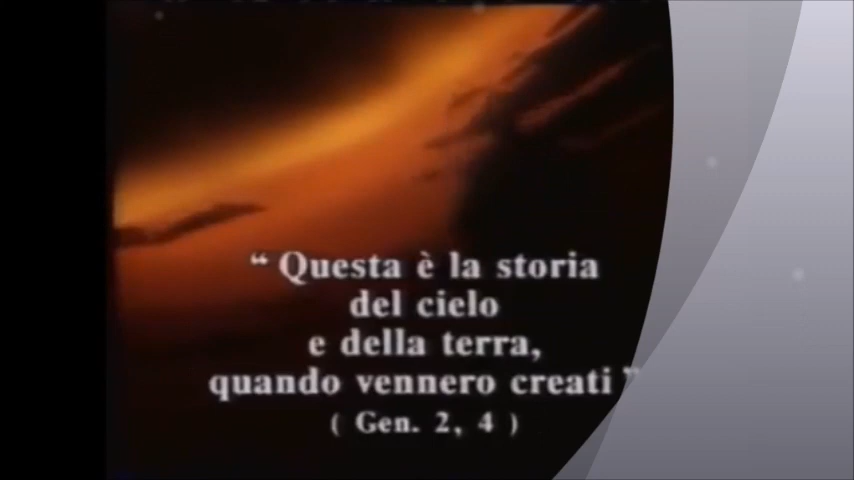 “ Questa è la storia
del cielo
e della terra,
quando vennero creati ”
( Gen. 2, 4 )